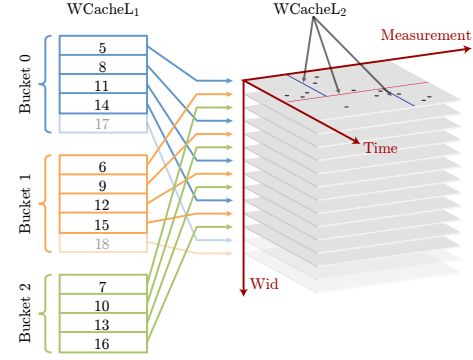 WCacheL1
WCacheL2
Measurement
Time
Wid
Bucket 0
5
8
11
14
17
Bucket 1
6
9
12
15
18
Bucket 2
7
10
13
16